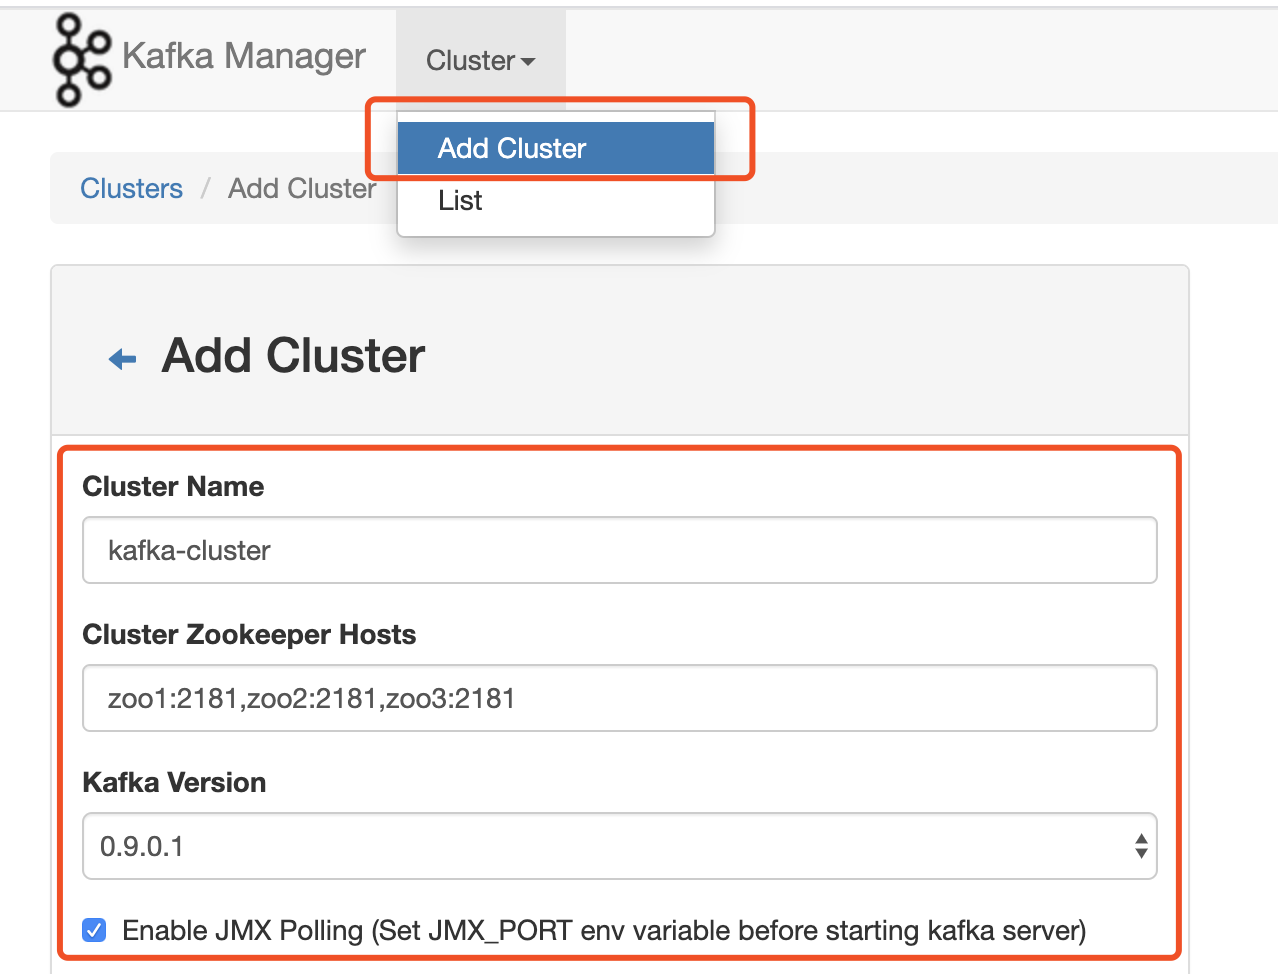 Kafka Manager
Cluster
Add Cluster
List
Clusters / Add Cluster
Add Cluster
Cluster Name
kafka-cluster
Cluster Zookeeper Hosts
zoo1:2181,zoo2:2181,zoo3:2181
Kafka Version
0.9.0.1
Enable JMX Polling (Set JMX_PORT env variable before starting kafka server)